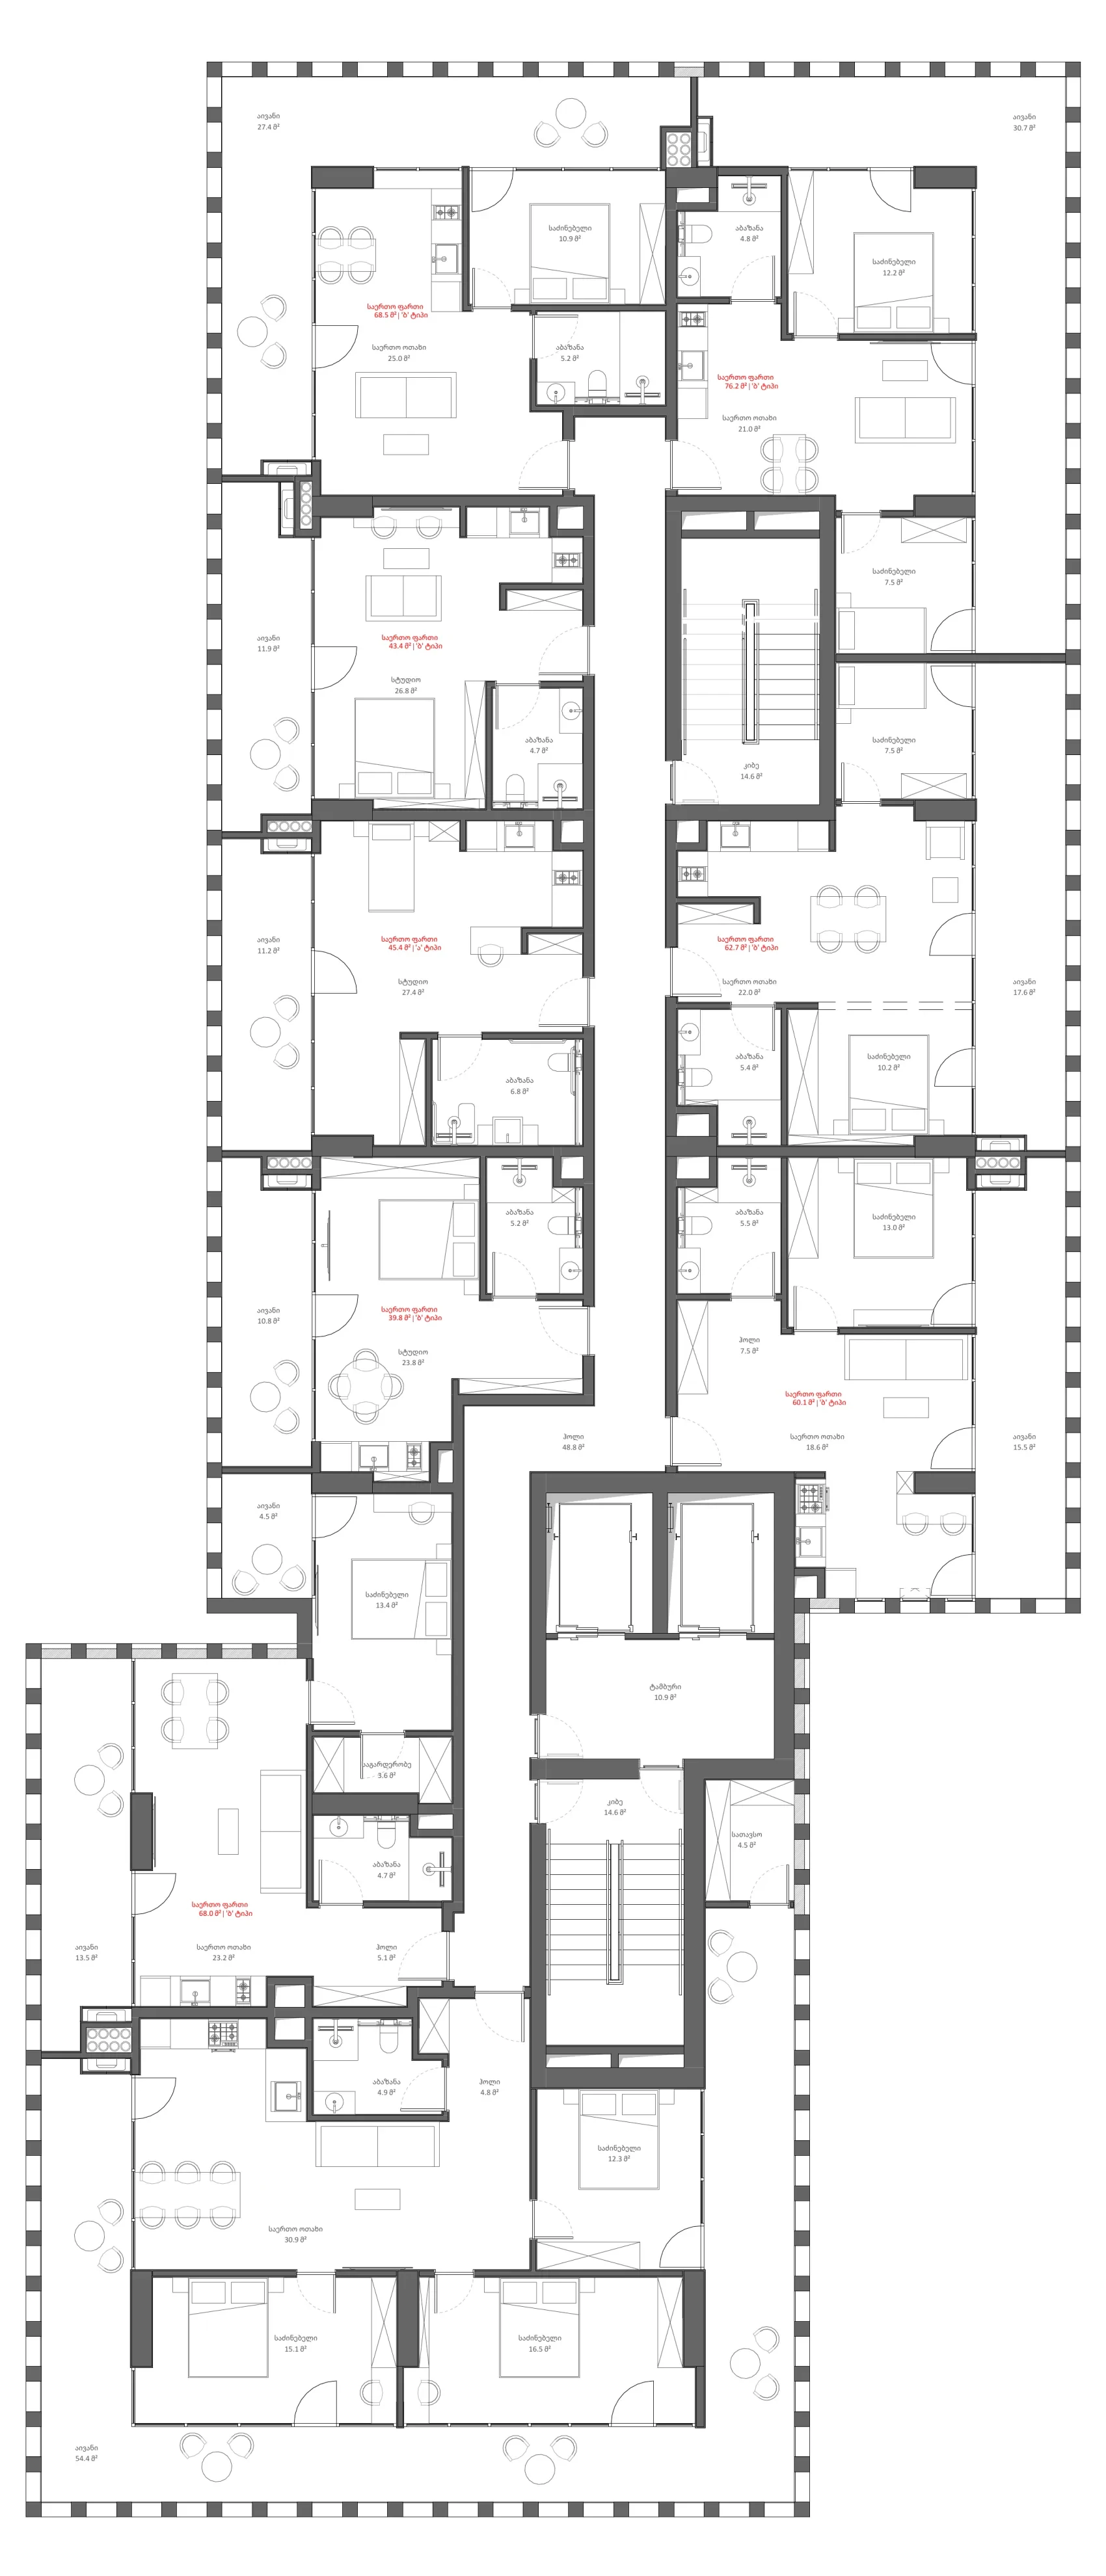 აივანი
27.4 მ²
აივანი
30.7 მ²
საძინებელი
10.9 მ²
აბაზანა
4.8 მ²
საძინებელი
12.2 მ²
საერთო ფართი
68.5 მ² | 'ბ' ტიპი
საერთო ოთახი
25.0 მ²
აბაზანა
5.2 მ²
საერთო ფართი
76.2 მ² | 'ბ' ტიპი
საერთო ოთახი
21.0 მ²
საძინებელი
7.5 მ²
აივანი
11.9 მ²
საერთო ფართი
43.4 მ² | 'ბ' ტიპი
სტუდიო
26.8 მ²
აბაზანა
4.7 მ²
კიბე
14.6 მ²
საძინებელი
7.5 მ²
აივანი
11.2 მ²
საერთო ფართი
45.4 მ² | 'ა' ტიპი
სტუდიო
27.4 მ²
აბაზანა
6.8 მ²
საერთო ფართი
62.7 მ² | 'ბ' ტიპი
საერთო ოთახი
22.0 მ²
აივანი
17.6 მ²
აბაზანა
5.4 მ²
საძინებელი
10.2 მ²
აბაზანა
5.2 მ²
აბაზანა
5.5 მ²
საძინებელი
13.0 მ²
აივანი
10.8 მ²
საერთო ფართი
39.8 მ² | 'ბ' ტიპი
სტუდიო
23.8 მ²
ჰოლი
7.5 მ²
საერთო ფართი
60.1 მ² | 'ბ' ტიპი
ჰოლი
48.8 მ²
საერთო ოთახი
18.6 მ²
აივანი
15.5 მ²
აივანი
4.5 მ²
საძინებელი
13.4 მ²
ტამბური
10.9 მ²
საგარდერობე
3.6 მ²
კიბე
14.6 მ²
სათავსო
4.5 მ²
აბაზანა
4.7 მ²
საერთო ფართი
68.0 მ² | 'ბ' ტიპი
აივანი
13.5 მ²
საერთო ოთახი
23.2 მ²
ჰოლი
5.1 მ²
აბაზანა
4.9 მ²
ჰოლი
4.8 მ²
საძინებელი
12.3 მ²
საერთო ოთახი
30.9 მ²
საძინებელი
15.1 მ²
საძინებელი
16.5 მ²
აივანი
54.4 მ²